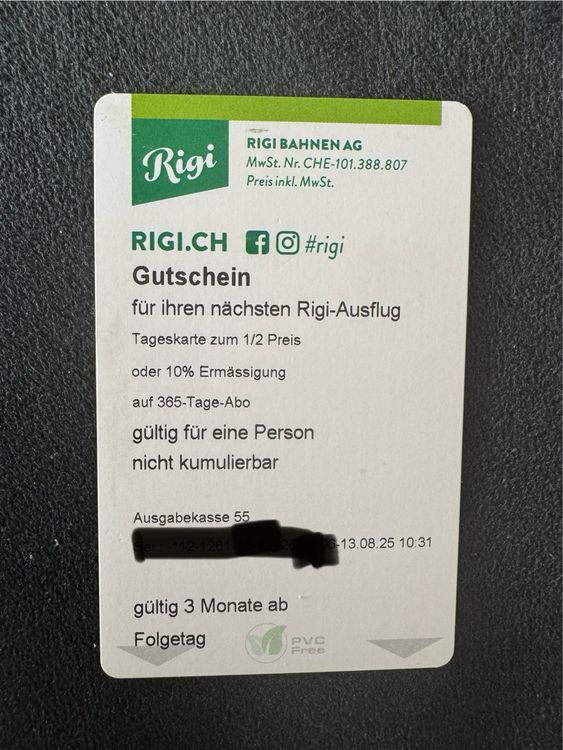 Rigi
RIGI BAHNEN AG
MwSt. Nr. CHE-101.388.807
Preis inkl. MwSt.
RIGI.CH #rigi
Gutschein
für ihren nächsten Rigi-Ausflug
Tageskarte zum 1/2 Preis
oder 10% Ermässigung
auf 365-Tage-Abo
gültig für eine Person
nicht kumulierbar
Ausgabekasse 55
-13.08.25 10:31
gültig 3 Monate ab
Folgetag
PVC
Free